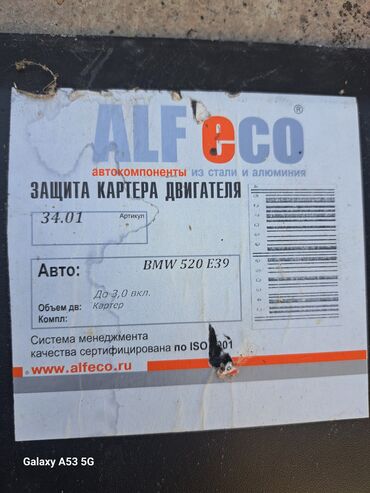 ALFeco®
автокомпоненты из стали и алюминия
ЗАЩИТА КАРТЕРА ДВИГАТЕЛЯ
34.01 Артикул
Авто: BMW 520 E39
До 3,0 вкл.
Объем дв: Картер
Компл:
Система менеджмента
качества сертифицирована по ISO 9001
www.alfeco.ru
Galaxy A53 5G